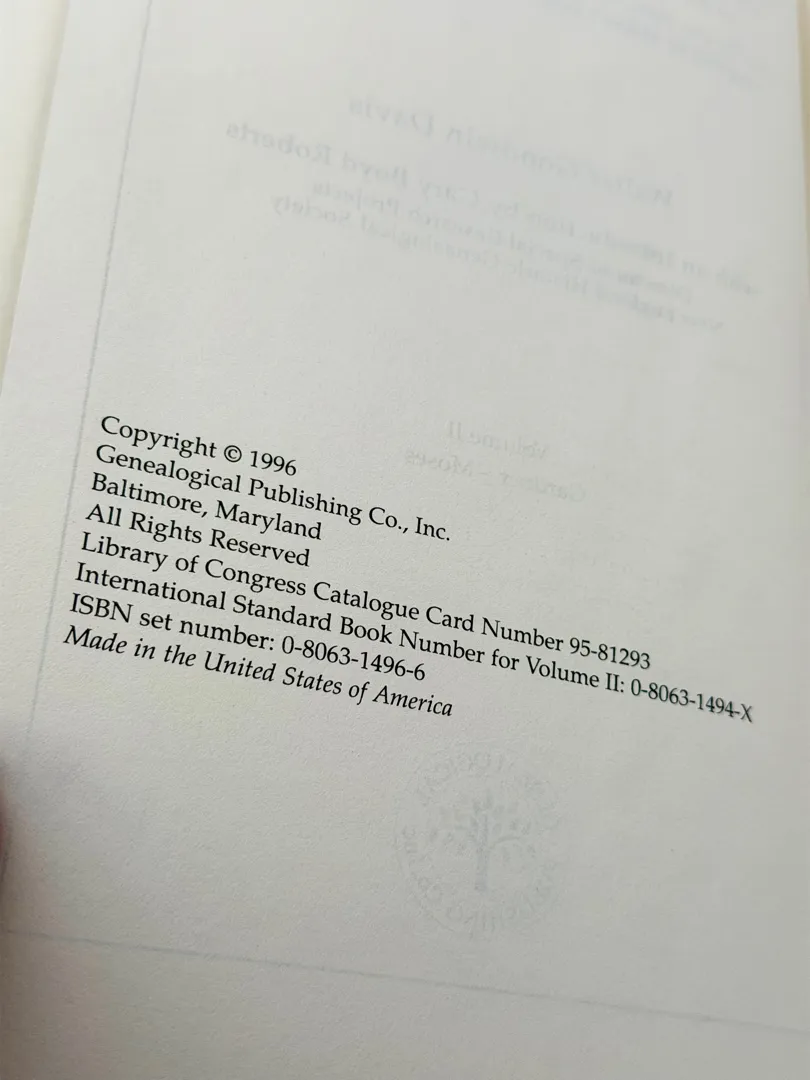 Copyright © 1996
Genealogical Publishing Co., Inc.
Baltimore, Maryland
All Rights Reserved
Library of Congress Catalogue Card Number 95-81293
International Standard Book Number for Volume II: 0-8063-1494-X
ISBN set number: 0-8063-1496-6
Made in the United States of America